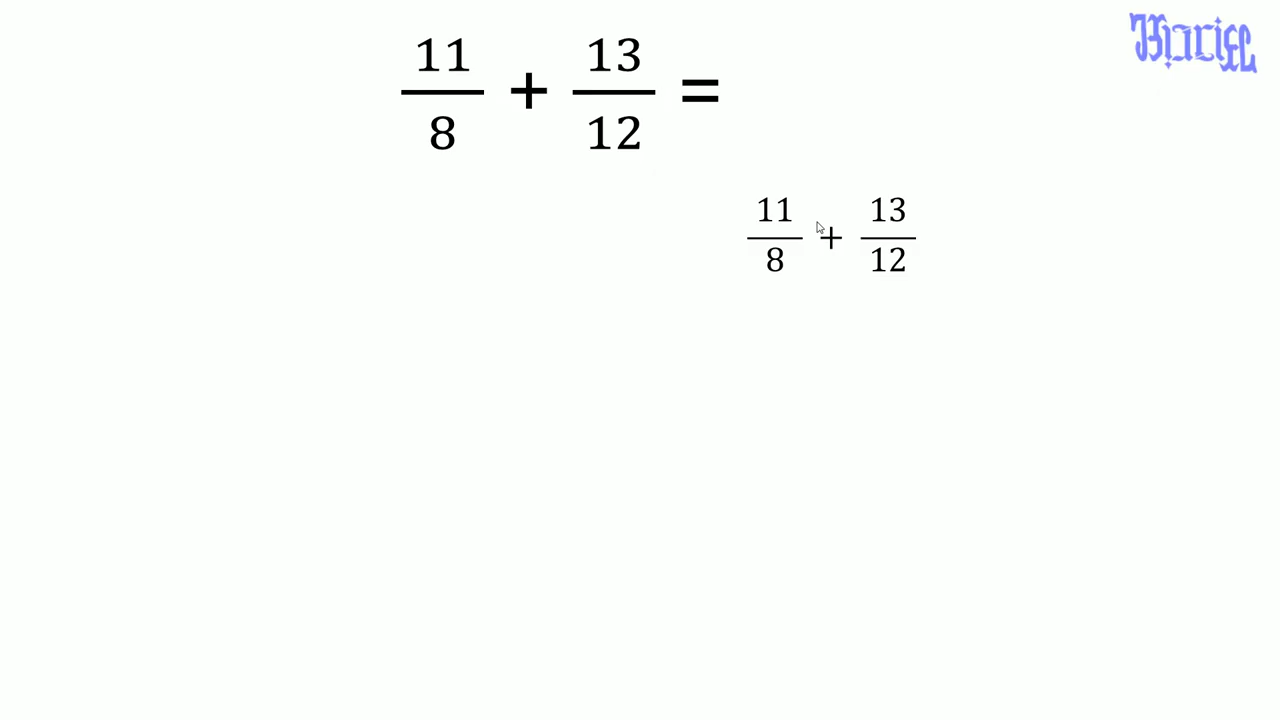 11/8 + 13/12 =
11/8 + 13/12